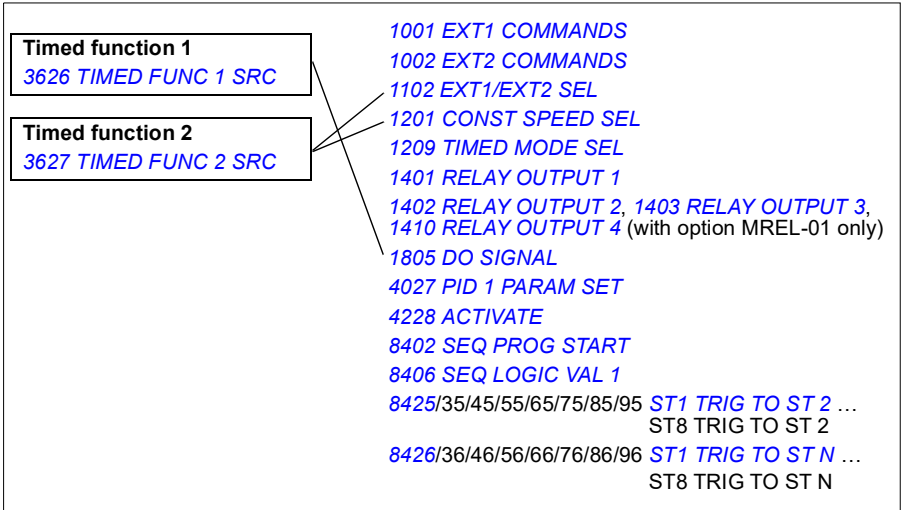 Timed function 1
3626 TIMED FUNC 1 SRC
Timed function 2
3627 TIMED FUNC 2 SRC
1001 EXT1 COMMANDS
1002 EXT2 COMMANDS
1102 EXT1/EXT2 SEL
1201 CONST SPEED SEL
1209 TIMED MODE SEL
1401 RELAY OUTPUT 1
1402 RELAY OUTPUT 2, 1403 RELAY OUTPUT 3,
1410 RELAY OUTPUT 4 (with option MREL-01 only)
1805 DO SIGNAL
4027 PID 1 PARAM SET
4228 ACTIVATE
8402 SEQ PROG START
8406 SEQ LOGIC VAL 1
8425/35/45/55/65/75/85/95 ST1 TRIG TO ST 2 …
ST8 TRIG TO ST 2
8426/36/46/56/66/76/86/96 ST1 TRIG TO ST N …
ST8 TRIG TO ST N